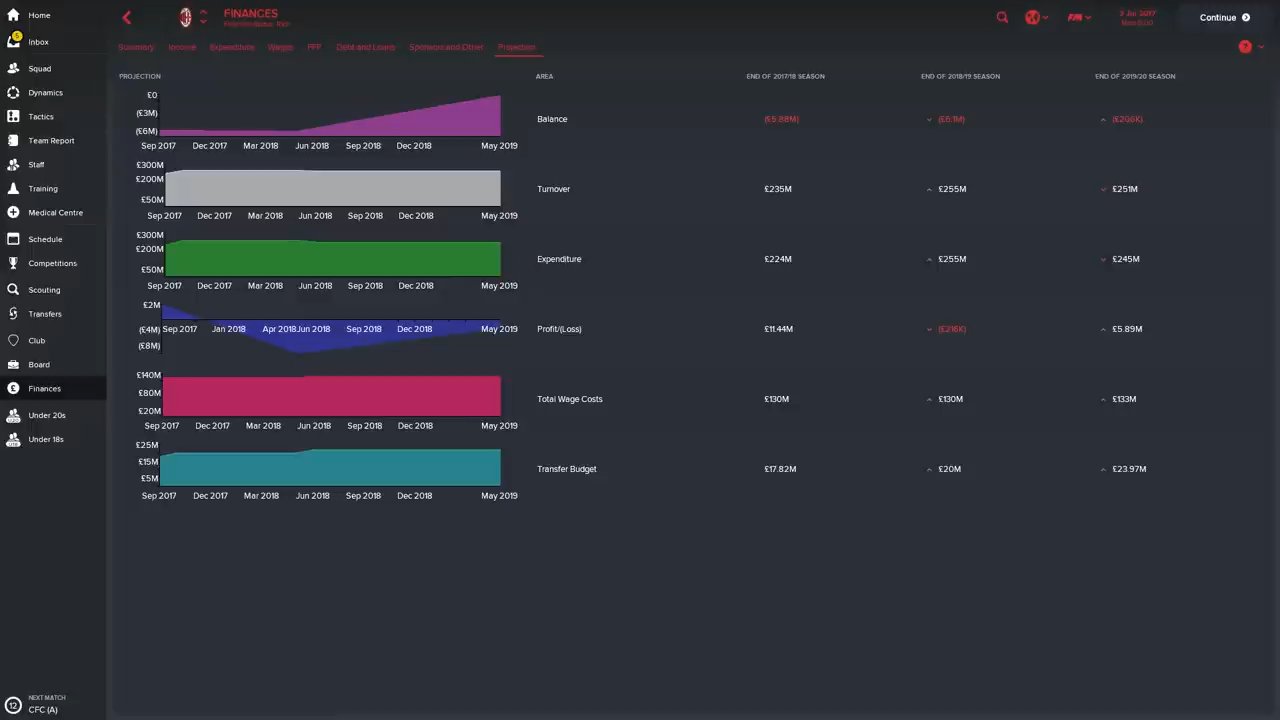 Home
5
Inbox
Squad
Dynamics
Tactics
Team Report
Staff
Training
Medical Centre
Schedule
Competitions
Scouting
Transfers
Club
Board
£
Finances
Under 20s
Under 18s
12
NEXT MATCH
CFC (A)
FINANCES
Financial Status: Rich
FM
2017
Continue
Summary Income Expenditure Wages FFP Debt and Loans Sponsors and Other Projection
?
PROJECTION AREA END OF 2017/18 SEASON END OF 2018/19 SEASON END OF 2019/20 SEASON
£0
(£3M)
(£6M)
Sep 2017 Dec 2017 Mar 2018 Jun 2018 Sep 2018 Dec 2018 May 2019
Balance (£5.88M) (£6.1M)
£300M
£200M
£50M
Sep 2017 Dec 2017 Mar 2018 Jun 2018 Sep 2018 Dec 2018 May 2019
Turnover £235M £255M £251M
£300M
£200M
£50M
Sep 2017 Dec 2017 Mar 2018 Jun 2018 Sep 2018 Dec 2018 May 2019
Expenditure £224M £255M £245M
£2M
(£4M)
(£8M)
Sep 2017 Jan 2018 Apr 2018 Jun 2018 Sep 2018 Dec 2018 May 2019
Profit/(Loss) £11.44M (£216K) £5.89M
£140M
£80M
£20M
Sep 2017 Dec 2017 Mar 2018 Jun 2018 Sep 2018 Dec 2018 May 2019
Total Wage Costs £130M £130M £133M
£25M
£15M
£5M
Sep 2017 Dec 2017 Mar 2018 Jun 2018 Sep 2018 Dec 2018 May 2019
Transfer Budget £17.82M £20M £23.97M